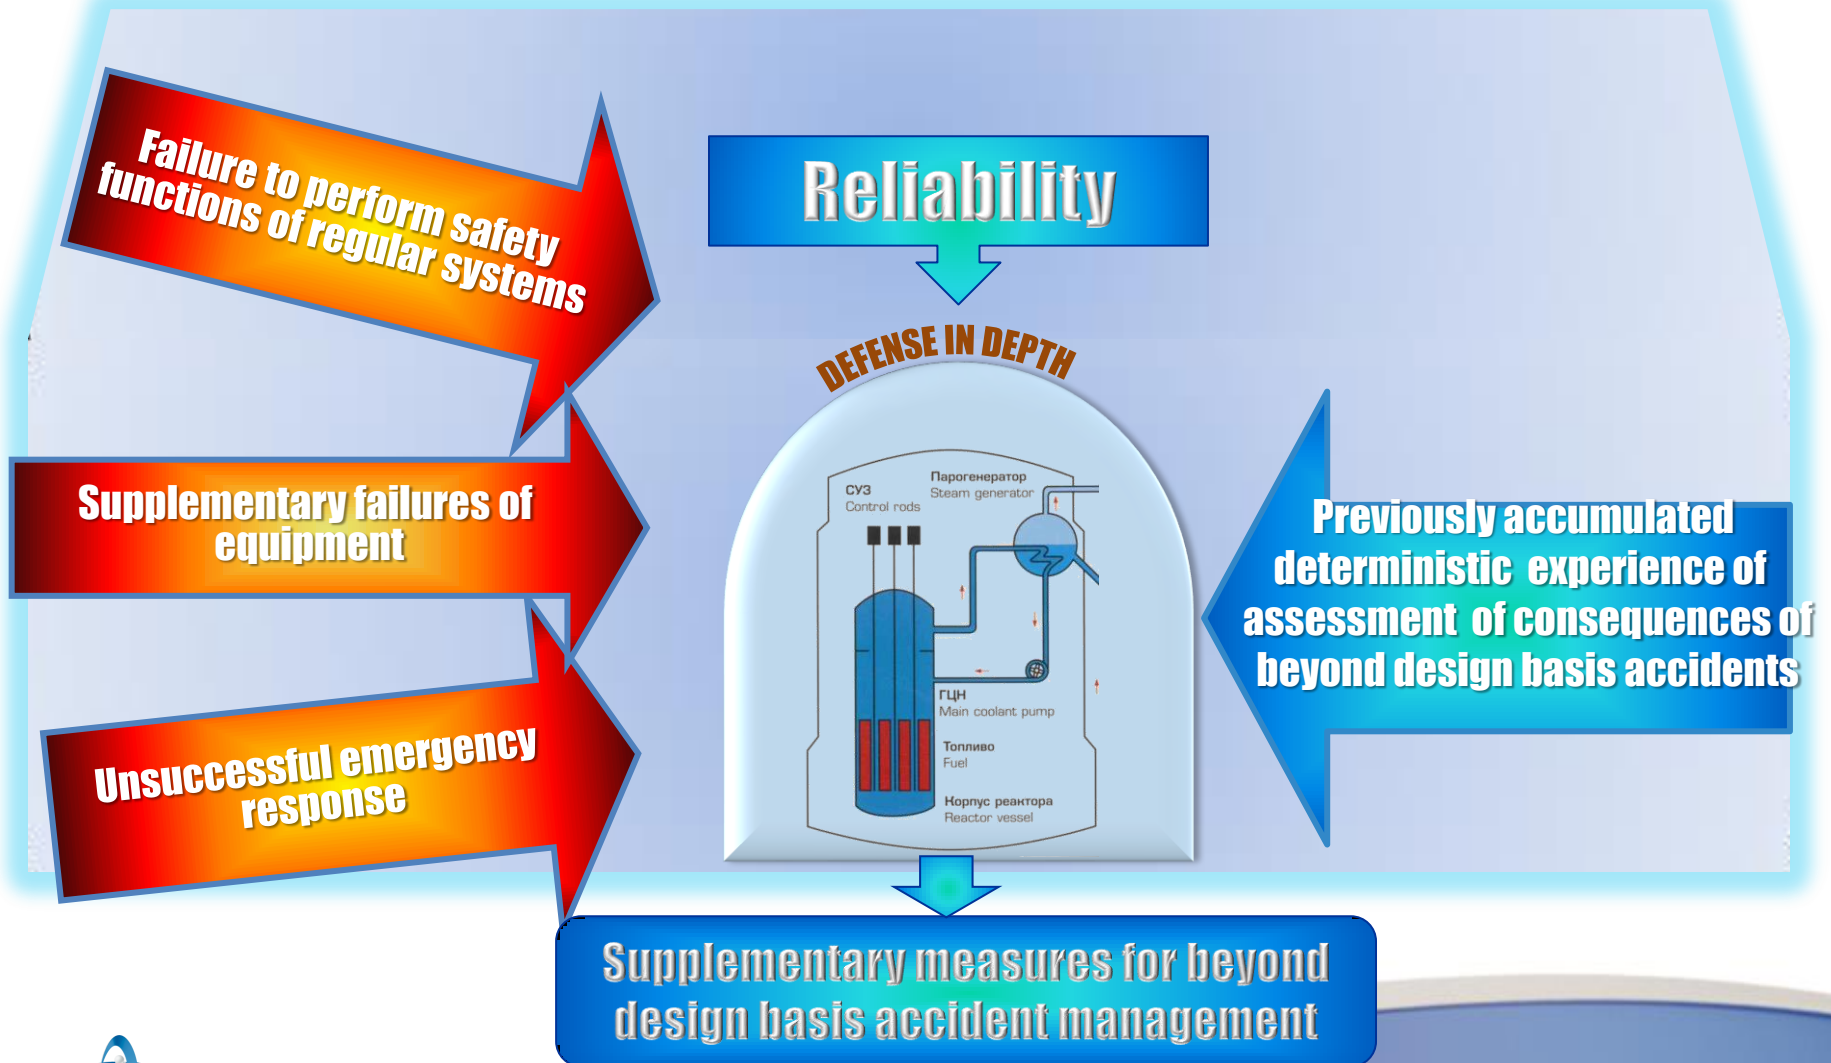 Failure to perform safety
functions of regular systems
Reliability
DEFENSE IN DEPTH
Supplementary failures of
equipment
Unsuccessful emergency
response
СУЗ
Control rods
Парогенератор
Steam generator
ГЦН
Main coolant pump
Топливо
Fuel
Корпус реактора
Reactor vessel
Previously accumulated
deterministic experience of
assessment of consequences of
beyond design basis accidents
Supplementary measures for beyond
design basis accident management